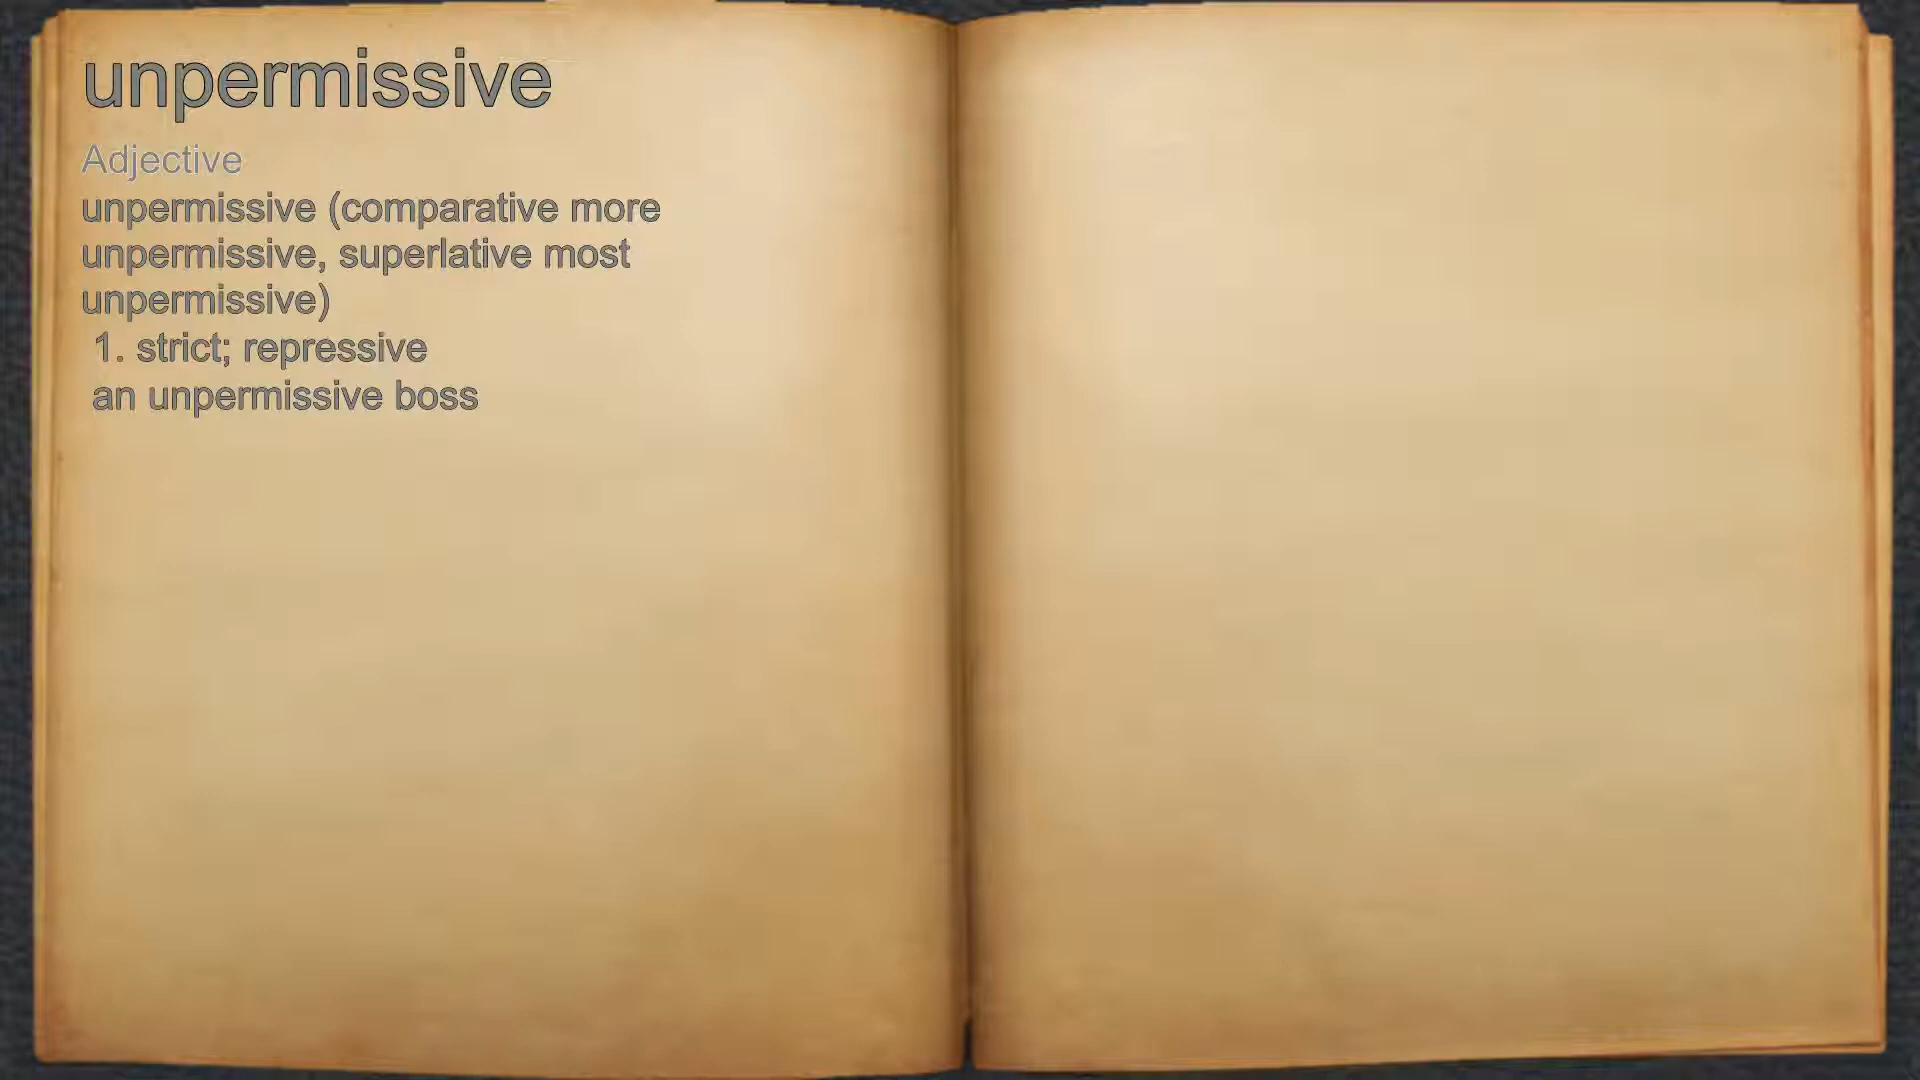 unpermissive
Adjective
unpermissive (comparative more
unpermissive, superlative most
unpermissive)
1. strict; repressive
an unpermissive boss